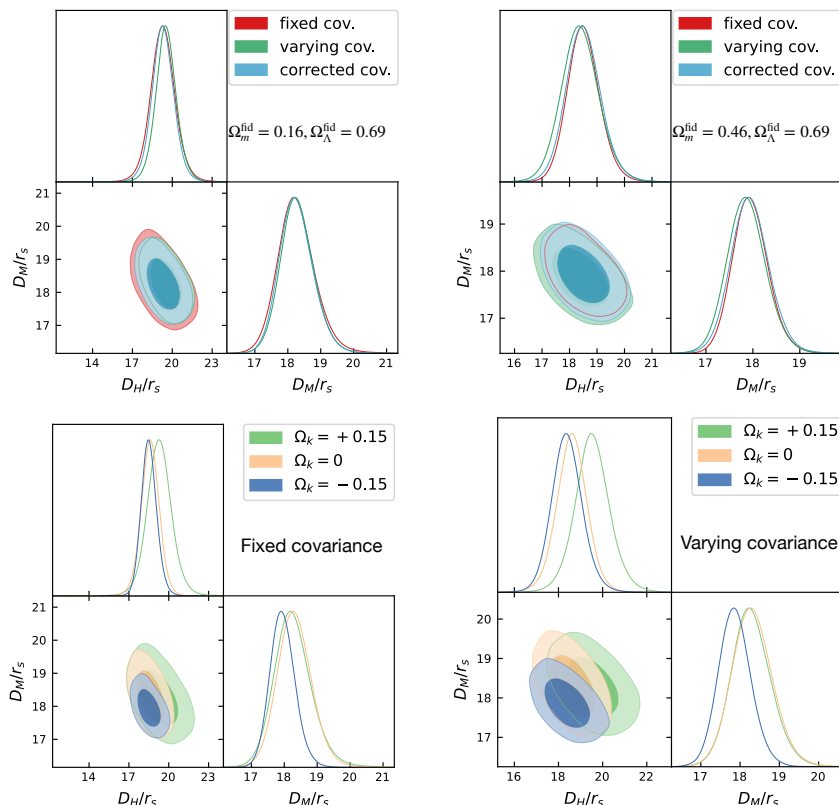 fixed cov.
varying cov.
corrected cov.
Ω_m^fid = 0.16, Ω_Λ^fid = 0.69
21
20
19
18
17
D_M/r_s
14
17
20
23
D_H/r_s
17
18
19
20
21
D_M/r_s
fixed cov.
varying cov.
corrected cov.
Ω_m^fid = 0.46, Ω_Λ^fid = 0.69
19
18
17
D_M/r_s
16
17
18
19
20
21
D_H/r_s
17
18
19
D_M/r_s
Ω_k = +0.15
Ω_k = 0
Ω_k = −0.15
Fixed covariance
21
20
19
18
17
16
D_M/r_s
11
14
17
20
23
D_H/r_s
17
18
19
20
21
D_M/r_s
Ω_k = +0.15
Ω_k = 0
Ω_k = −0.15
Varying covariance
20
19
18
17
D_M/r_s
16
18
20
22
D_H/r_s
17
18
19
20
D_M/r_s